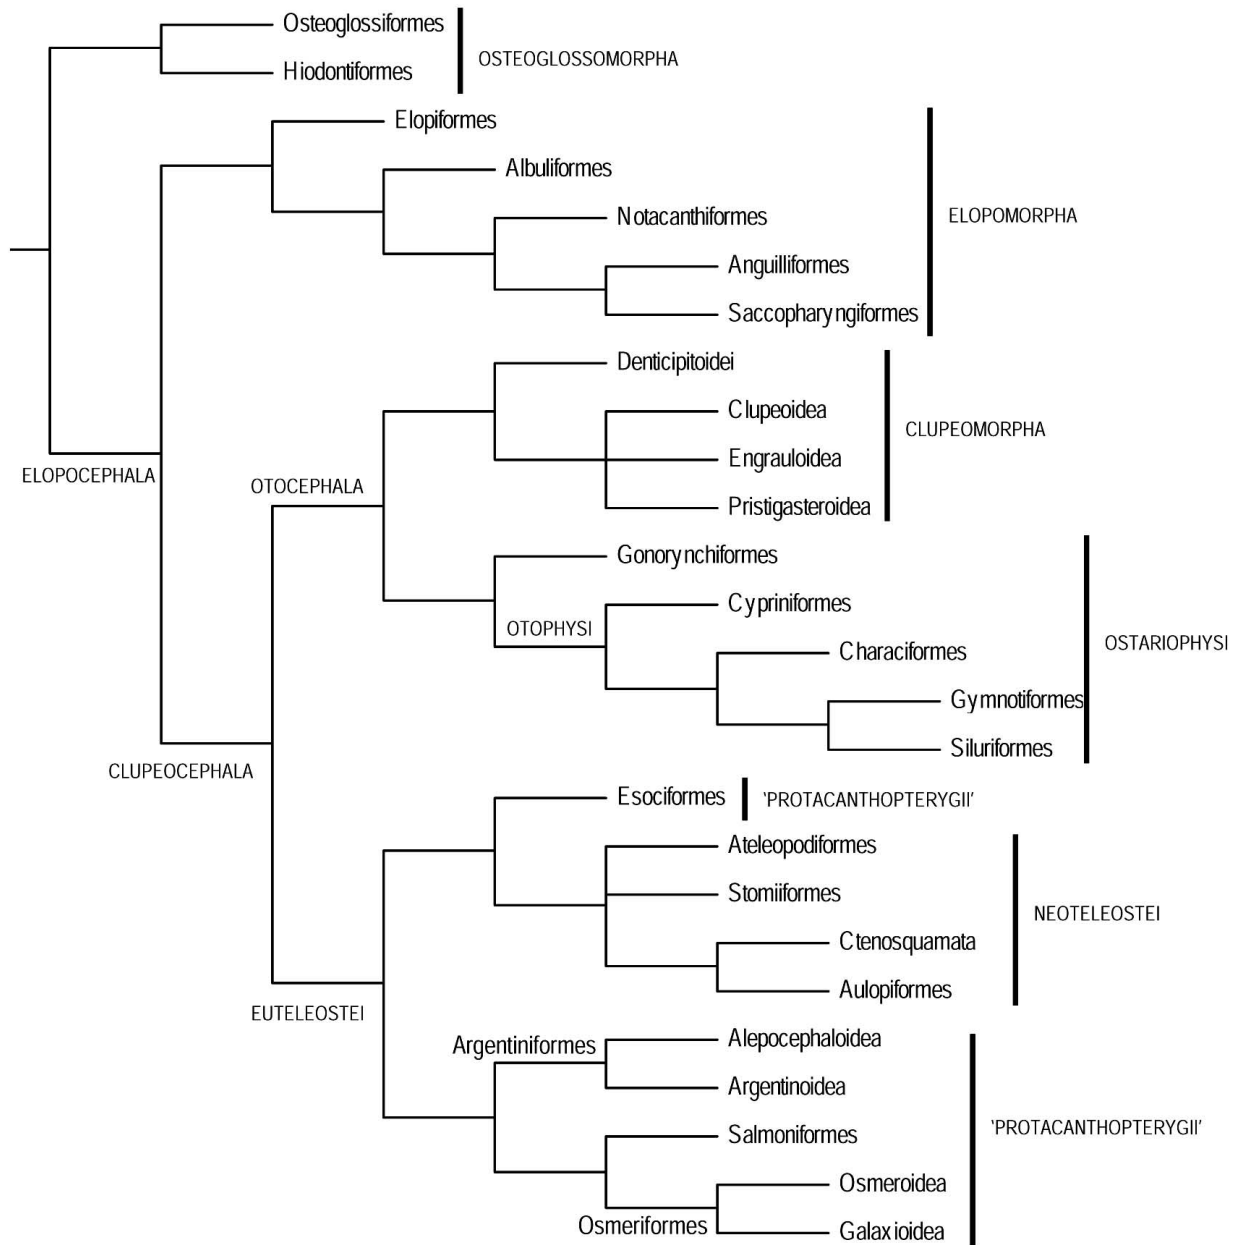 Osteoglossiformes
OSTEOGLOSSOMORPHA
Hiodontiformes
Elopiformes
Albuliformes
Notacanthiformes
ELOPOMORPHA
Anguilliformes
Saccopharyngiformes
Denticipitoidei
Clupeoidea
CLUPEOMORPHA
Engrauloidea
ELOPOCEPHALA
OTOCEPHALA
Pristigasteroidea
Gonorynchiformes
Cypriniformes
OTOPHYSI
OSTARIOPHYSI
Characiformes
Gymnotiformes
Siluriformes
CLUPEOCEPHALA
Esociformes
'PROTACANTHOPTERYGII'
Ateleopodiformes
Stomiiformes
NEOTELEOSTEI
Ctenosquamata
Aulopiformes
EUTELEOSTEI
Argentiniformes
Alepocephaloidea
Argentinoidea
Salmoniformes
'PROTACANTHOPTERYGII'
Osmeroidea
Osmeriformes
Galaxioidea